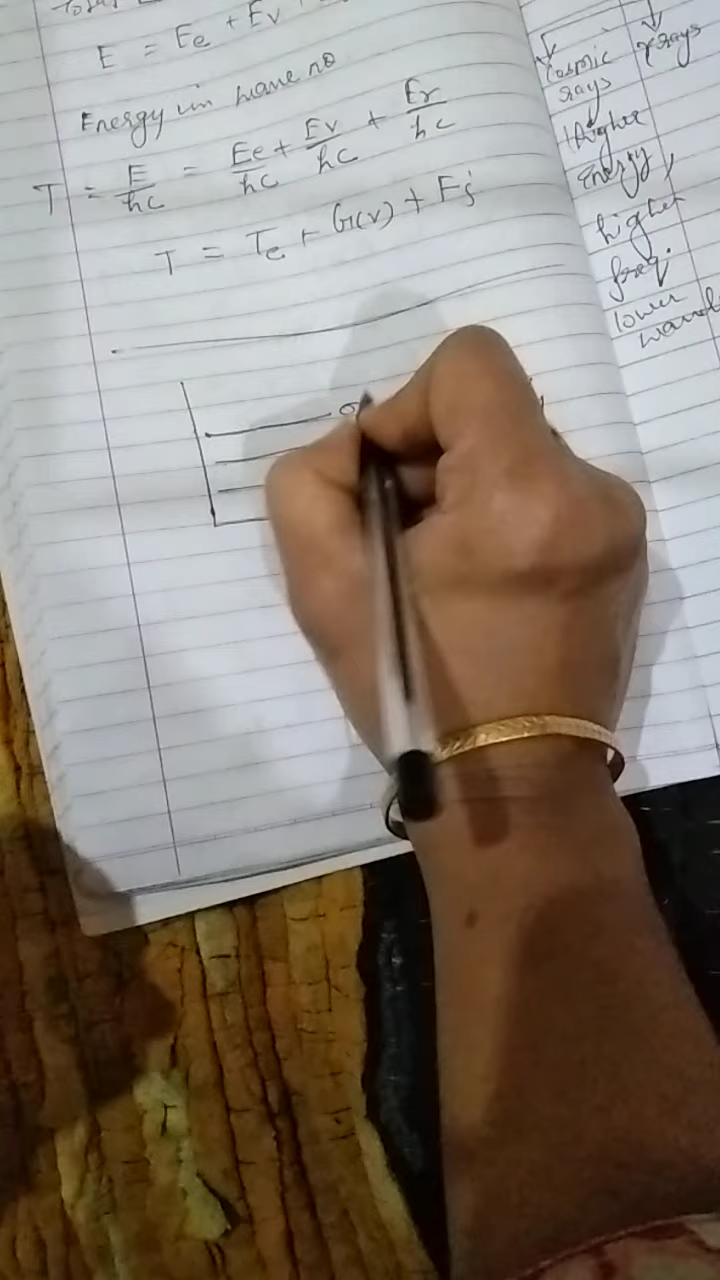 E = Ee + Ev +
Energy in wave no
T = E/hc = Ee/hc + Ev/hc + Er/hc
T = Te + G(v) + Fj
Cosmic rays
γ rays
Higher
energy,
higher
freq.
lower